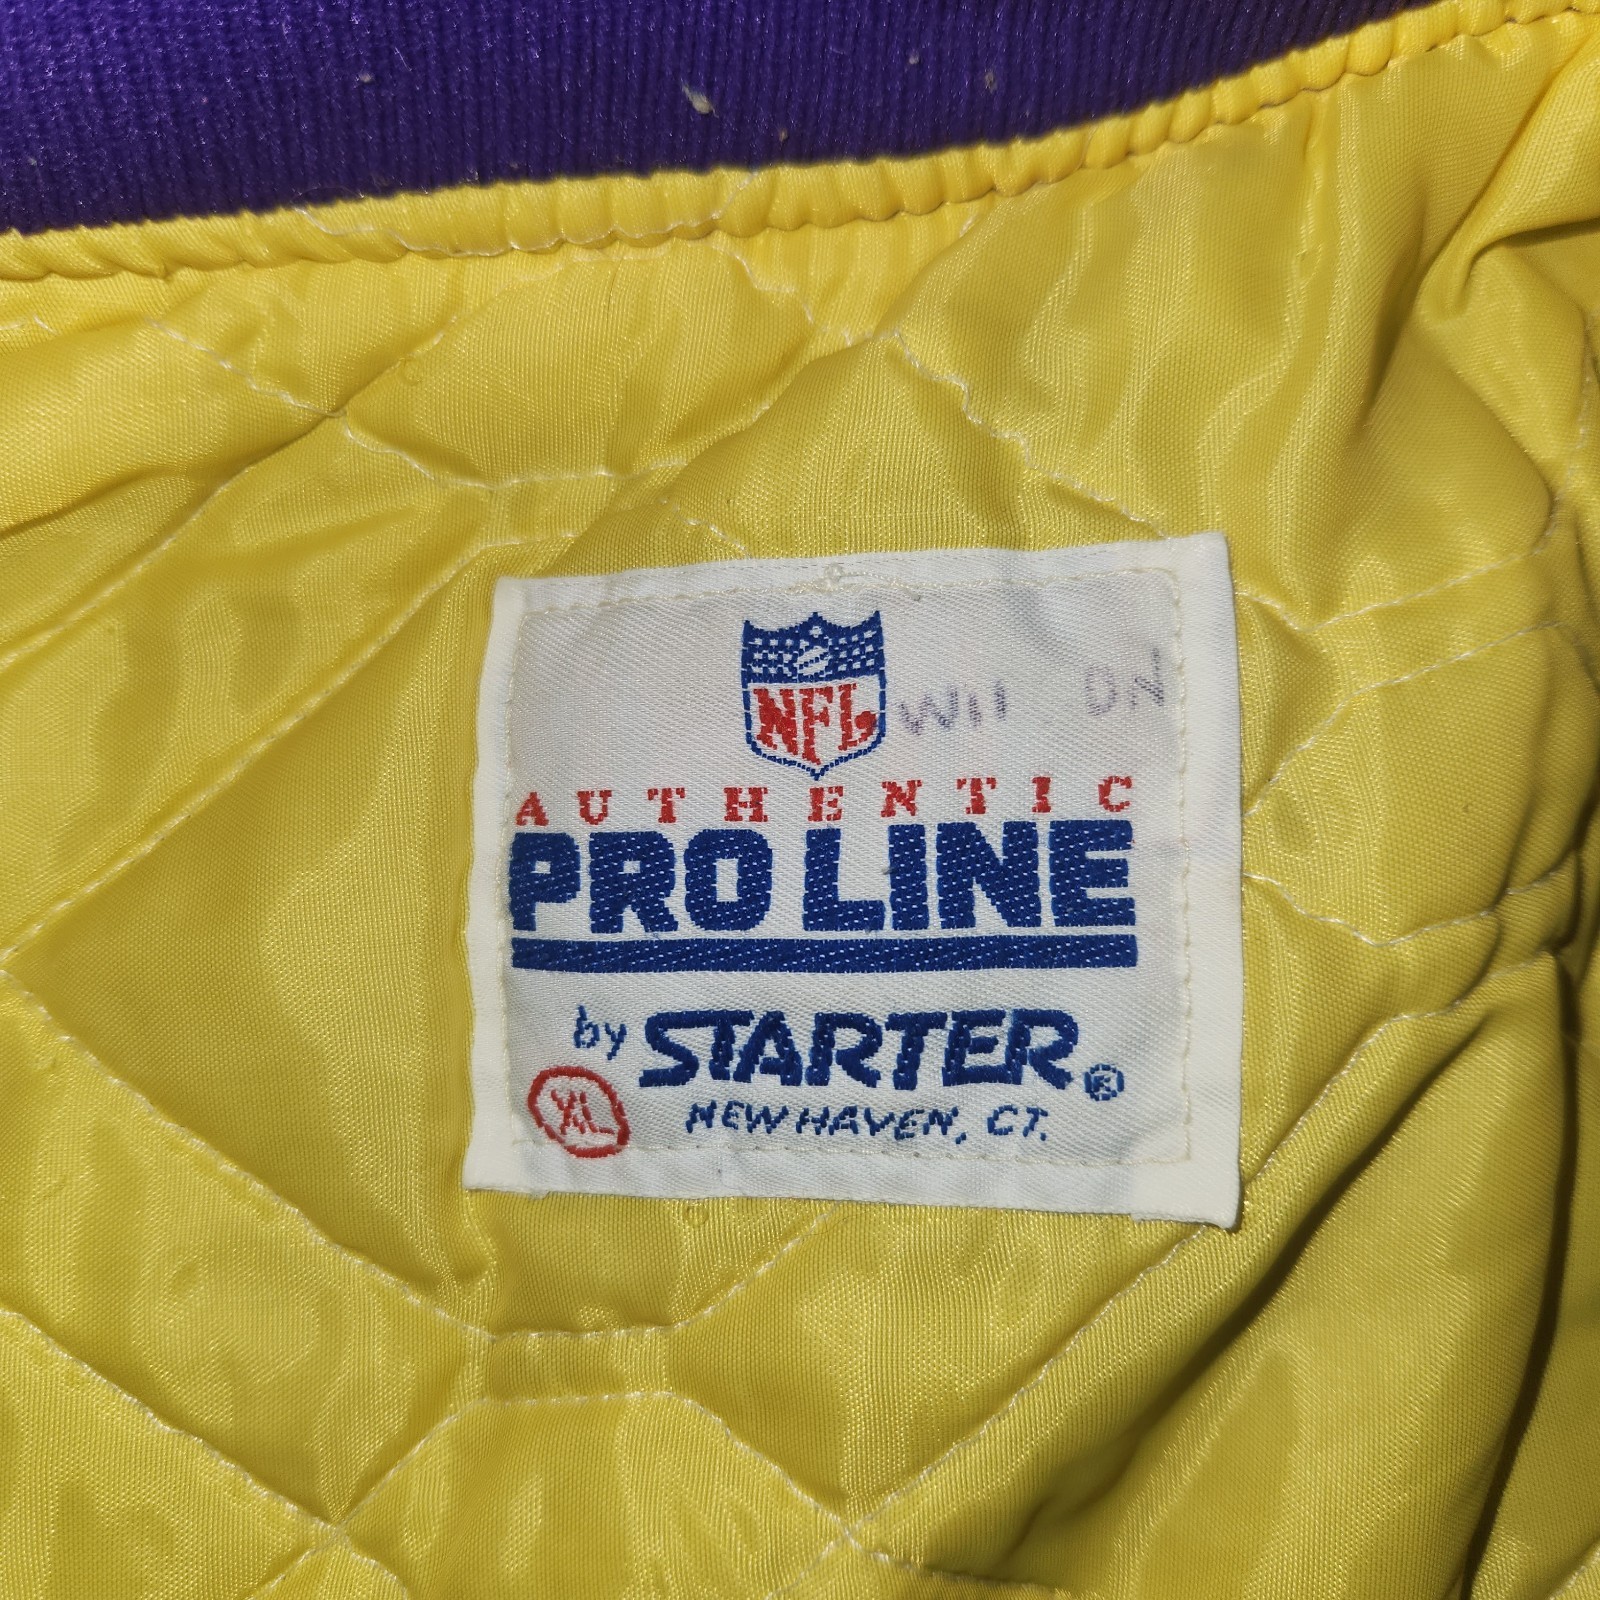 NFL
AUTHENTIC
PRO LINE
by STARTER®
XL
NEW HAVEN, CT.